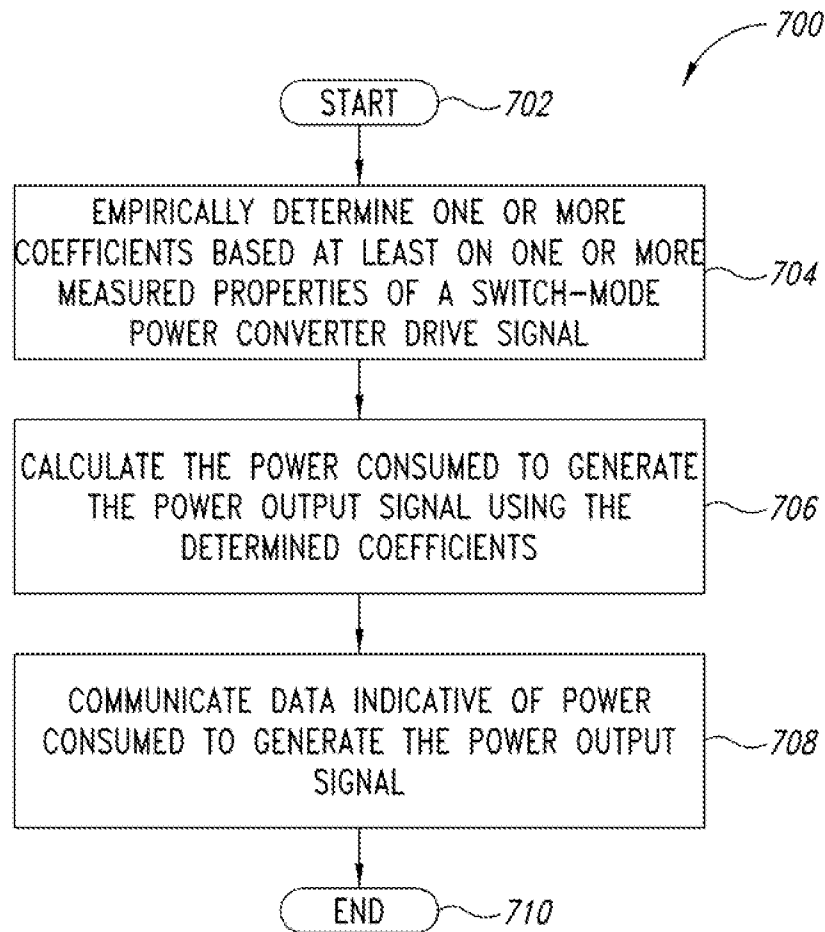 700
START 702
EMPIRICALLY DETERMINE ONE OR MORE
COEFFICIENTS BASED AT LEAST ON ONE OR MORE
MEASURED PROPERTIES OF A SWITCH-MODE
POWER CONVERTER DRIVE SIGNAL
704
CALCULATE THE POWER CONSUMED TO GENERATE
THE POWER OUTPUT SIGNAL USING THE
DETERMINED COEFFICIENTS
706
COMMUNICATE DATA INDICATIVE OF POWER
CONSUMED TO GENERATE THE POWER OUTPUT
SIGNAL
708
END 710